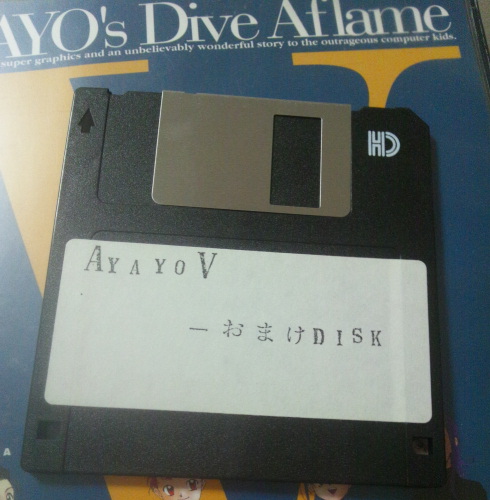 AYO's Dive Aflame
super graphics and an unbelievably wonderful story to the outrageous computer kids.
HD
AYAYO V
ーおまけDISK
A